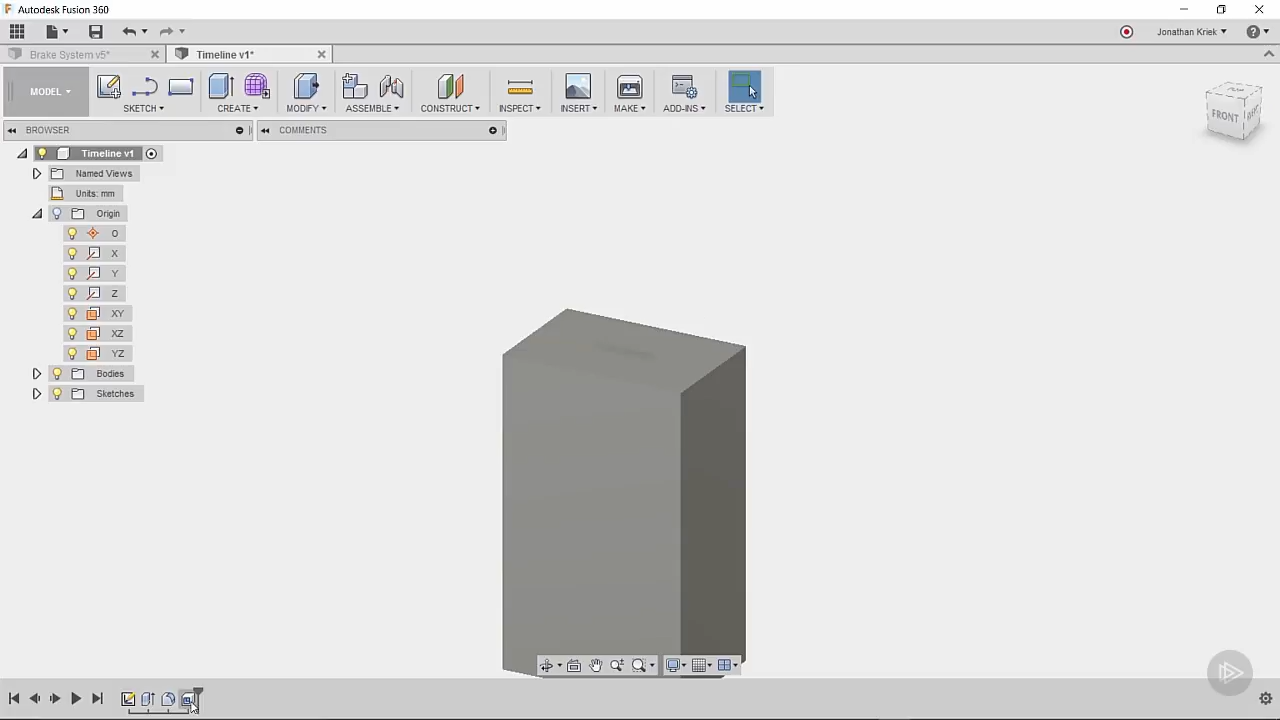 Autodesk Fusion 360
Jonathan Kriek
Brake System v5*
Timeline v1*
MODEL
SKETCH
CREATE
MODIFY
ASSEMBLE
CONSTRUCT
INSPECT
INSERT
MAKE
ADD-INS
SELECT
FRONT
BROWSER
COMMENTS
Timeline v1
Named Views
Units: mm
Origin
O
X
Y
Z
XY
XZ
YZ
Bodies
Sketches